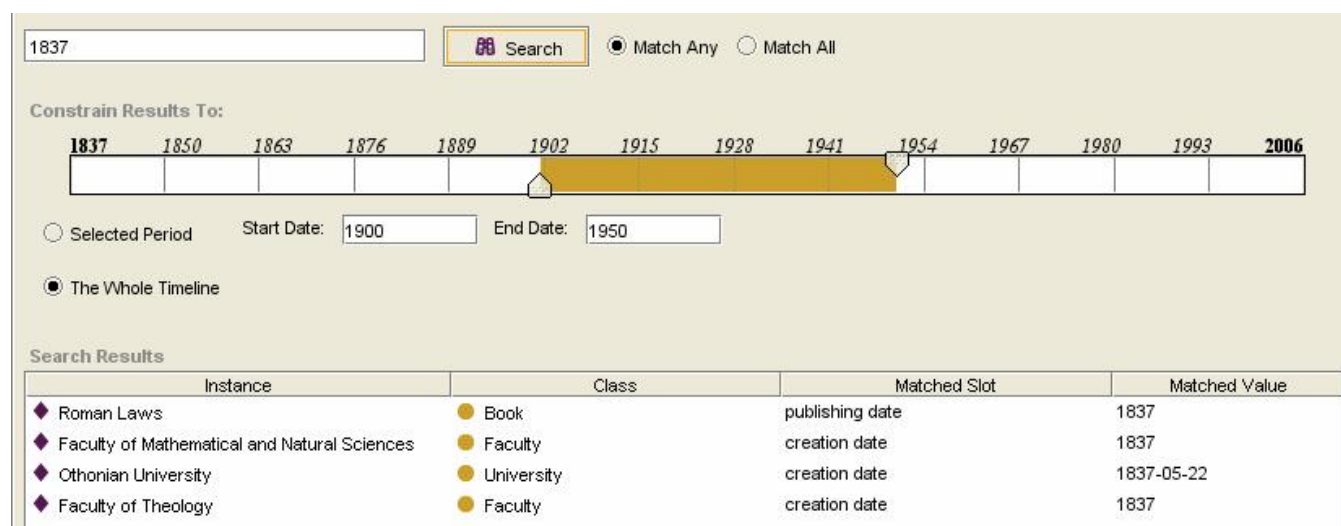 1837 Search Match Any Match All
Constrain Results To:
1837 1850 1863 1876 1889 1902 1915 1928 1941 1954 1967 1980 1993 2006
Selected Period Start Date: 1900 End Date: 1950
The Whole Timeline
Search Results
Instance Class Matched Slot Matched Value
Roman Laws Book publishing date 1837
Faculty of Mathematical and Natural Sciences Faculty creation date 1837
Othonian University University creation date 1837-05-22
Faculty of Theology Faculty creation date 1837